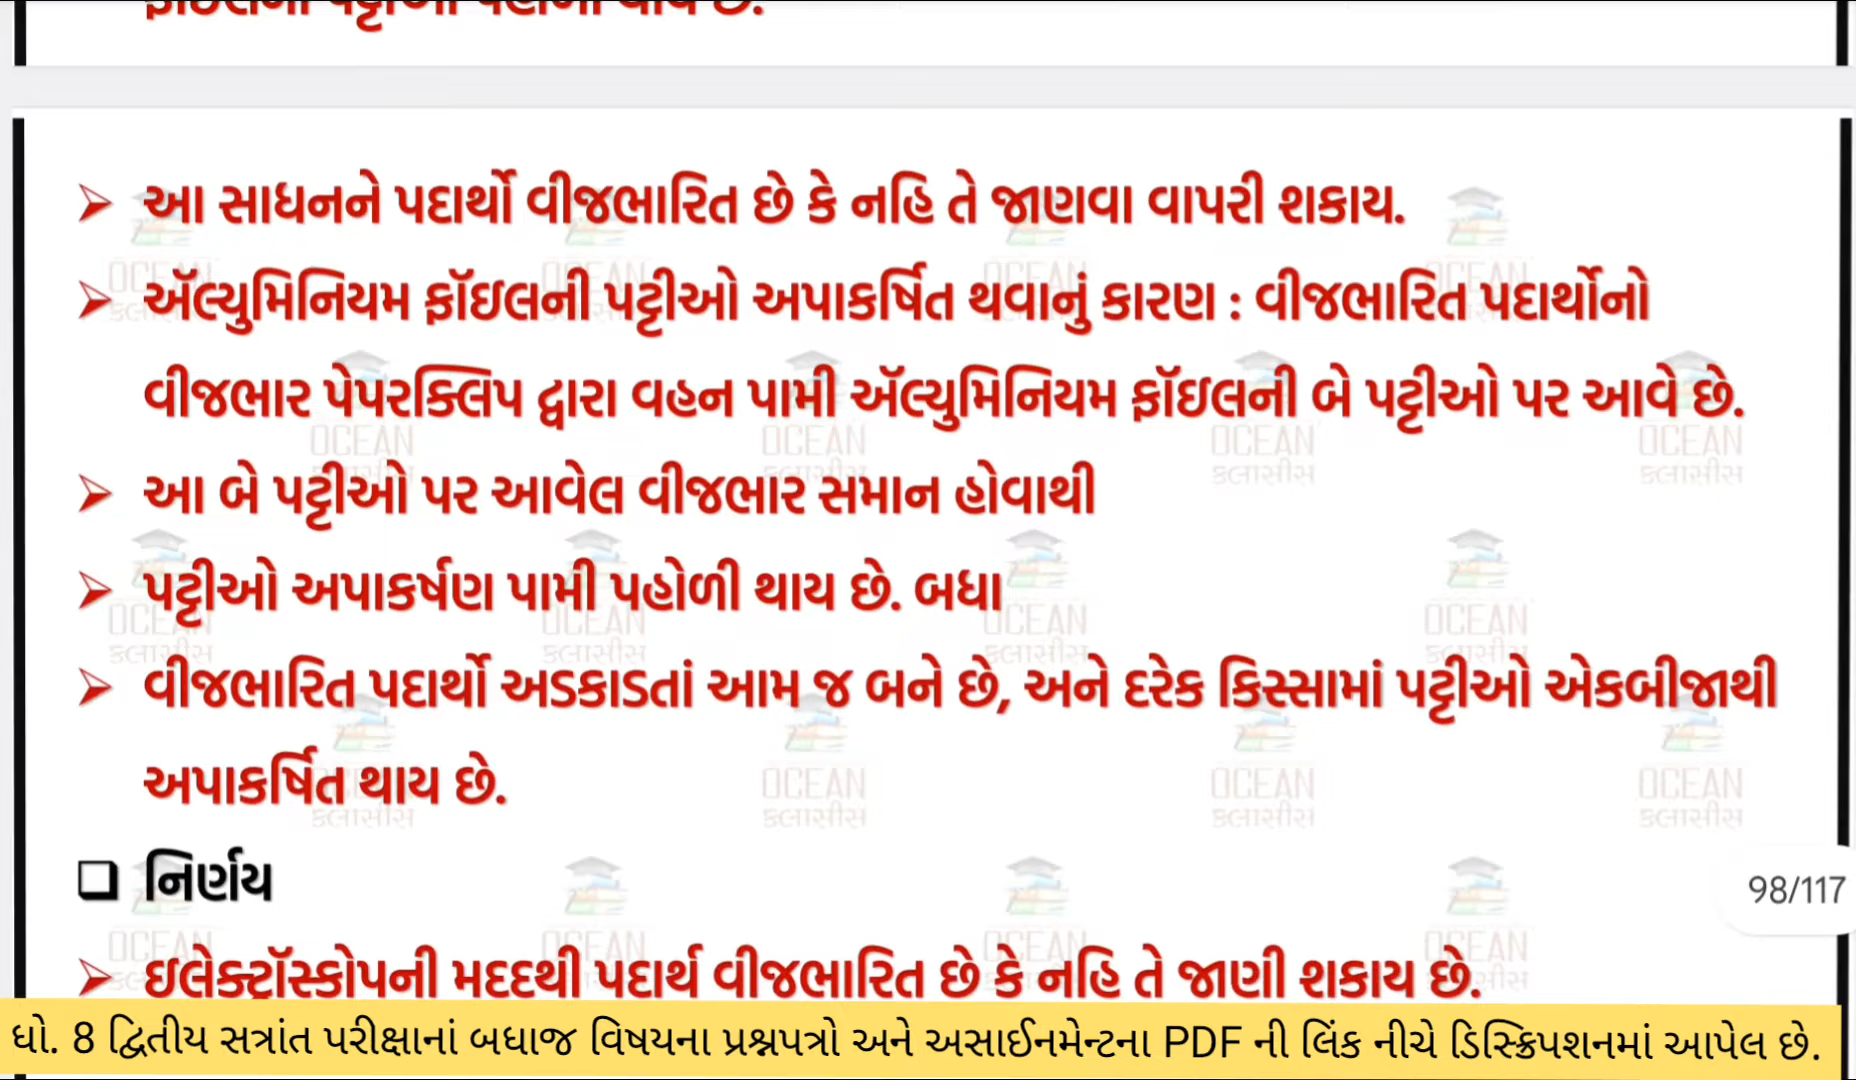 ➢ આ સાધનને પદાર્થો વીજભારિત છે કે નહિ તે જાણવા વાપરી શકાય.
➢ ઍલ્યુમિનિયમ ફૉઇલની પટ્ટીઓ અપાકર્ષિત થવાનું કારણ : વીજભારિત પદાર્થોનો
વીજભાર પેપરક્લિપ દ્વારા વહન પામી ઍલ્યુમિનિયમ ફૉઇલની બે પટ્ટીઓ પર આવે છે.
➢ આ બે પટ્ટીઓ પર આવેલ વીજભાર સમાન હોવાથી
➢ પટ્ટીઓ અપાકર્ષણ પામી પહોળી થાય છે. બધા
➢ વીજભારિત પદાર્થો અડકાડતાં આમ જ બને છે, અને દરેક કિસ્સામાં પટ્ટીઓ એકબીજાથી
અપાકર્ષિત થાય છે.
❑ નિર્ણય
98/117
➢ ઇલેક્ટ્રૉસ્કોપની મદદથી પદાર્થ વીજભારિત છે કે નહિ તે જાણી શકાય છે.
ધો. 8 દ્વિતીય સત્રાંત પરીક્ષાનાં બધાજ વિષયના પ્રશ્નપત્રો અને અસાઈનમેન્ટના PDF ની લિંક નીચે ડિસ્ક્રિપશનમાં આપેલ છે.
OCEAN
ક્લાસીસ